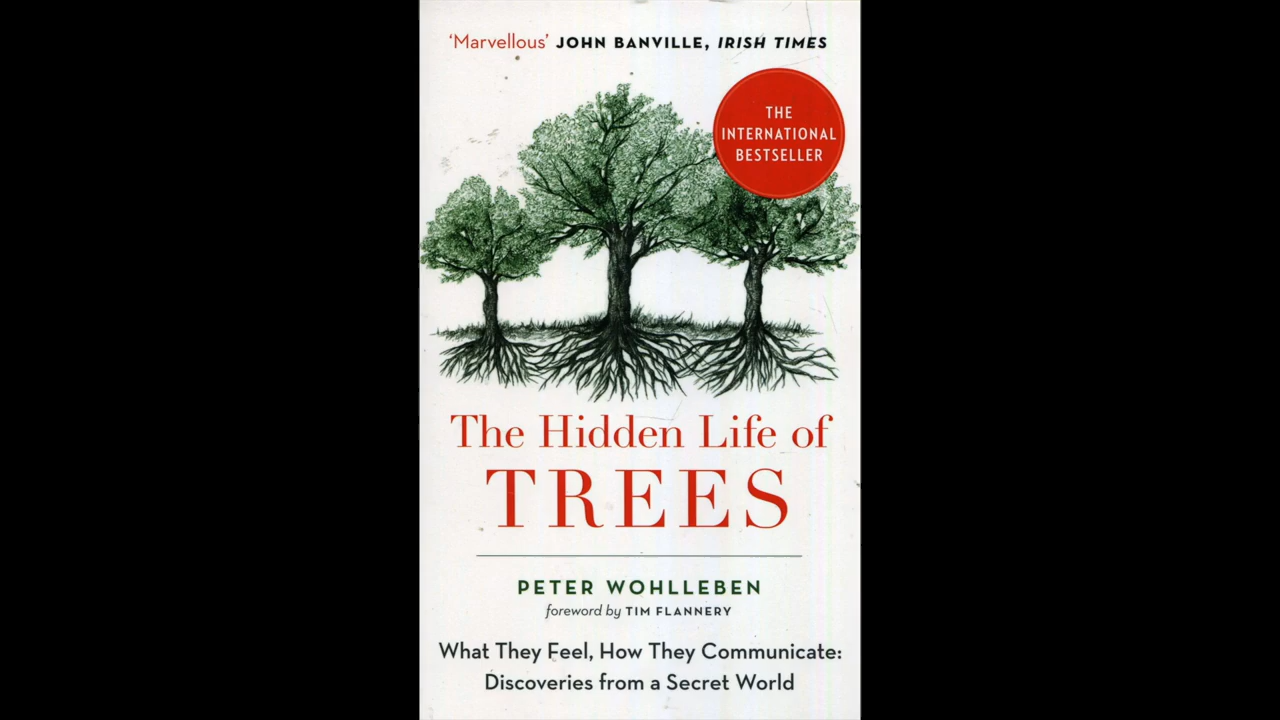 ‘Marvellous’ JOHN BANVILLE, IRISH TIMES
THE
INTERNATIONAL
BESTSELLER
The Hidden Life of
TREES
PETER WOHLLEBEN
foreword by TIM FLANNERY
What They Feel, How They Communicate:
Discoveries from a Secret World